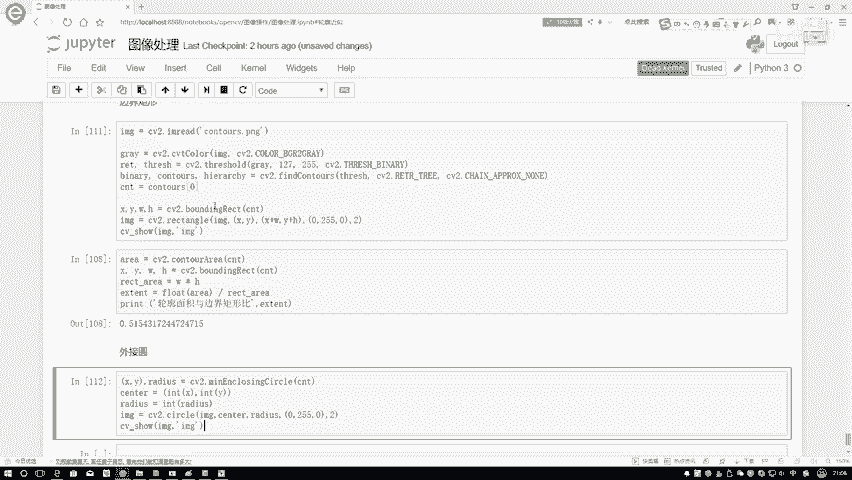 图像处理
http://localhost:8888/notebooks/opencv/图像操作/图像处理.ipynb#轮廓近似
jupyter 图像处理 Last Checkpoint: 2 hours ago (unsaved changes)
Logout
File Edit View Insert Cell Kernel Widgets Help
Trusted Python 3
Code
边界矩形
In [111]: img = cv2.imread('contours.png')
gray = cv2.cvtColor(img, cv2.COLOR_BGR2GRAY)
ret, thresh = cv2.threshold(gray, 127, 255, cv2.THRESH_BINARY)
binary, contours, hierarchy = cv2.findContours(thresh, cv2.RETR_TREE, cv2.CHAIN_APPROX_NONE)
cnt = contours[0]
x,y,w,h = cv2.boundingRect(cnt)
img = cv2.rectangle(img,(x,y),(x+w,y+h),(0,255,0),2)
cv_show(img,'img')
In [108]: area = cv2.contourArea(cnt)
x, y, w, h = cv2.boundingRect(cnt)
rect_area = w * h
extent = float(area) / rect_area
print ('轮廓面积与边界矩形比',extent)
Out[108]: 0.5154317244724715
外接圆
In [112]: (x,y),radius = cv2.minEnclosingCircle(cnt)
center = (int(x),int(y))
radius = int(radius)
img = cv2.circle(img,center,radius,(0,255,0),2)
cv_show(img,'img')
In [ ]:
150%
21:06